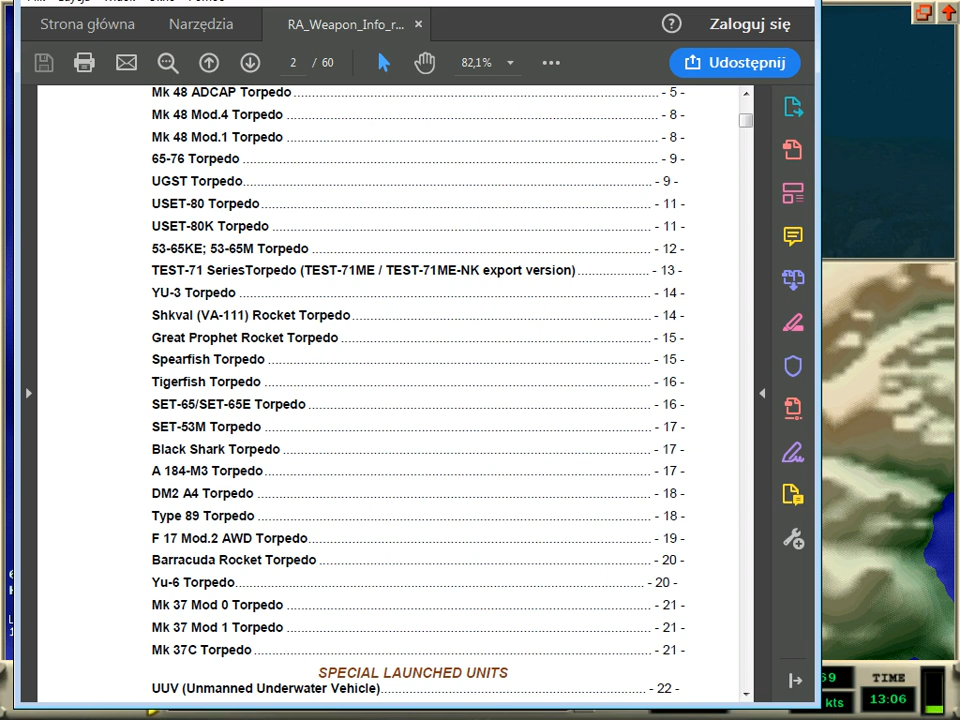 Strona główna Narzędzia RA_Weapon_Info_r... × ? Zaloguj się
2 / 60 82,1% Udostępnij
Mk 48 ADCAP Torpedo - 5 -
Mk 48 Mod.4 Torpedo - 8 -
Mk 48 Mod.1 Torpedo - 8 -
65-76 Torpedo - 9 -
UGST Torpedo - 9 -
USET-80 Torpedo - 11 -
USET-80K Torpedo - 11 -
53-65KE; 53-65M Torpedo - 12 -
TEST-71 SeriesTorpedo (TEST-71ME / TEST-71ME-NK export version) - 13 -
YU-3 Torpedo - 14 -
Shkval (VA-111) Rocket Torpedo - 14 -
Great Prophet Rocket Torpedo - 15 -
Spearfish Torpedo - 15 -
Tigerfish Torpedo - 16 -
SET-65/SET-65E Torpedo - 16 -
SET-53M Torpedo - 17 -
Black Shark Torpedo - 17 -
A 184-M3 Torpedo - 17 -
DM2 A4 Torpedo - 18 -
Type 89 Torpedo - 18 -
F 17 Mod.2 AWD Torpedo - 19 -
Barracuda Rocket Torpedo - 20 -
Yu-6 Torpedo - 20 -
Mk 37 Mod 0 Torpedo - 21 -
Mk 37 Mod 1 Torpedo - 21 -
Mk 37C Torpedo - 21 -
SPECIAL LAUNCHED UNITS
UUV (Unmanned Underwater Vehicle) - 22 -
69 TIME
kts 13:06